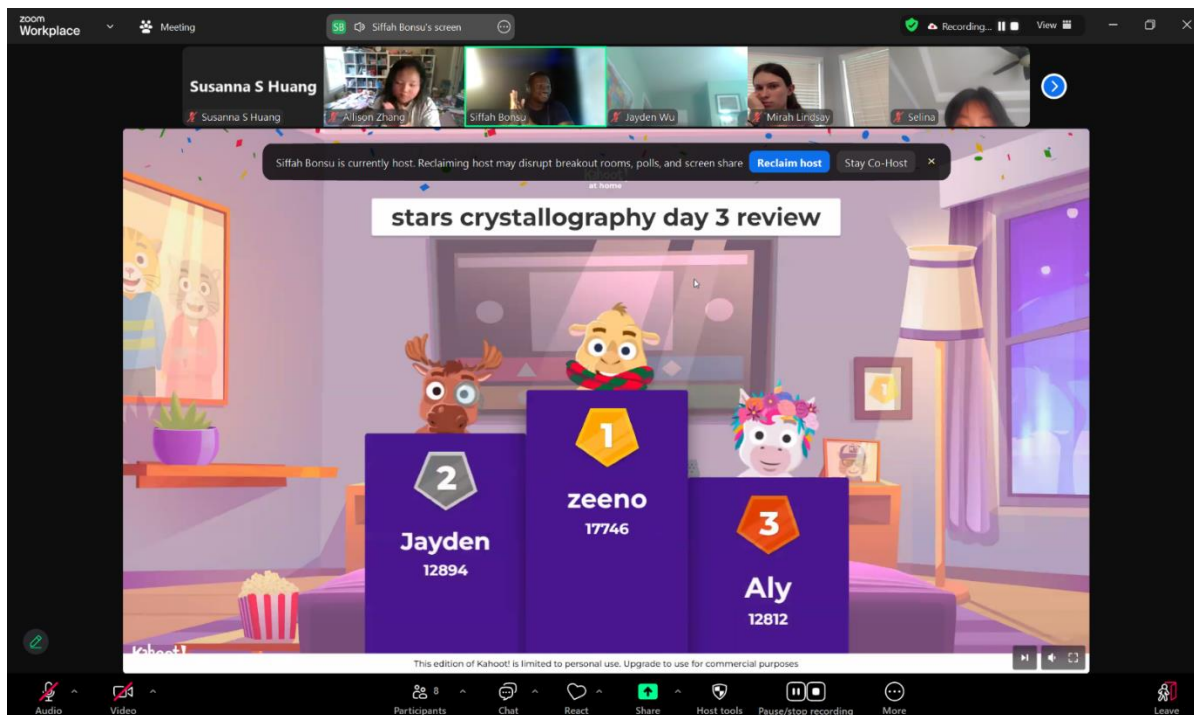 zoom
Workplace
Meeting
SB Siffah Bonsu's screen
Recording...
View
Susanna S Huang
Susanna S Huang
Allison Zhang
Siffah Bonsu
Jayden Wu
Mirah Lindsay
Selina
Siffah Bonsu is currently host. Reclaiming host may disrupt breakout rooms, polls, and screen share
Reclaim host
Stay Co-Host
Kahoot!
at home
stars crystallography day 3 review
1
zeeno
17746
2
Jayden
12894
3
Aly
12812
1
Kahoot!
This edition of Kahoot! is limited to personal use. Upgrade to use for commercial purposes
Audio
Video
8
Participants
Chat
React
Share
Host tools
Pause/stop recording
More
Leave